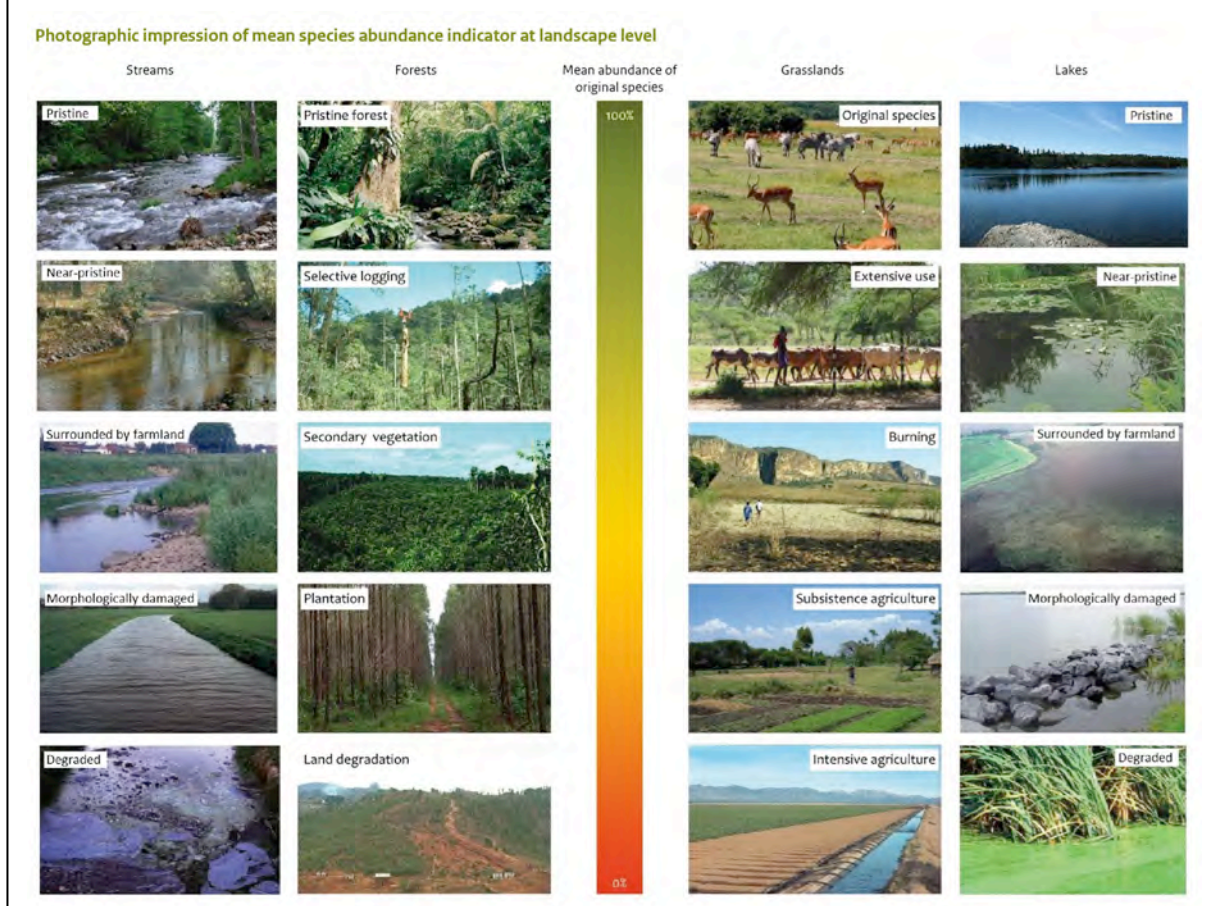 Photographic impression of mean species abundance indicator at landscape level
Streams
Forests
Mean abundance of
original species
Grasslands
Lakes
Pristine
Pristine forest
100%
Original species
Pristine
Near-pristine
Selective logging
Extensive use
Near-pristine
Surrounded by farmland
Secondary vegetation
Burning
Surrounded by farmland
Morphologically damaged
Plantation
Subsistence agriculture
Morphologically damaged
Degraded
Land degradation
Intensive agriculture
Degraded
0%